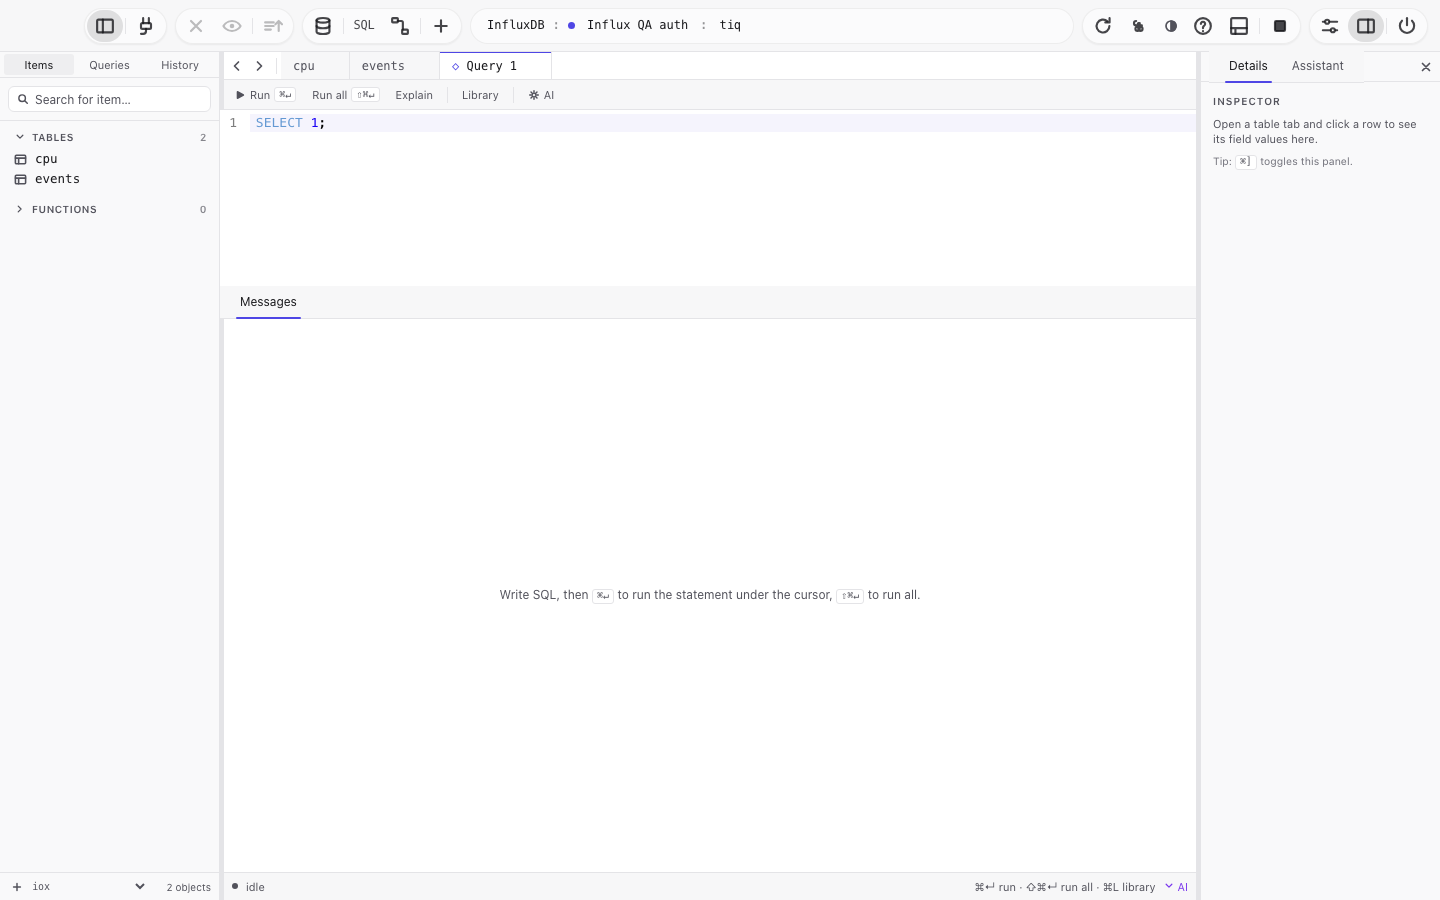 SQL
InfluxDB : Influx QA auth : tiq
Items Queries History
cpu events Query 1
Details Assistant
Search for item...
Run ⌘↵ Run all ⇧⌘↵ Explain Library AI
INSPECTOR
Open a table tab and click a row to see
its field values here.
Tip: ⌘] toggles this panel.
1 SELECT 1;
TABLES 2
cpu
events
FUNCTIONS 0
Messages
Write SQL, then ⌘↵ to run the statement under the cursor, ⇧⌘↵ to run all.
iox 2 objects
idle
⌘↵ run · ⇧⌘↵ run all · ⌘L library AI